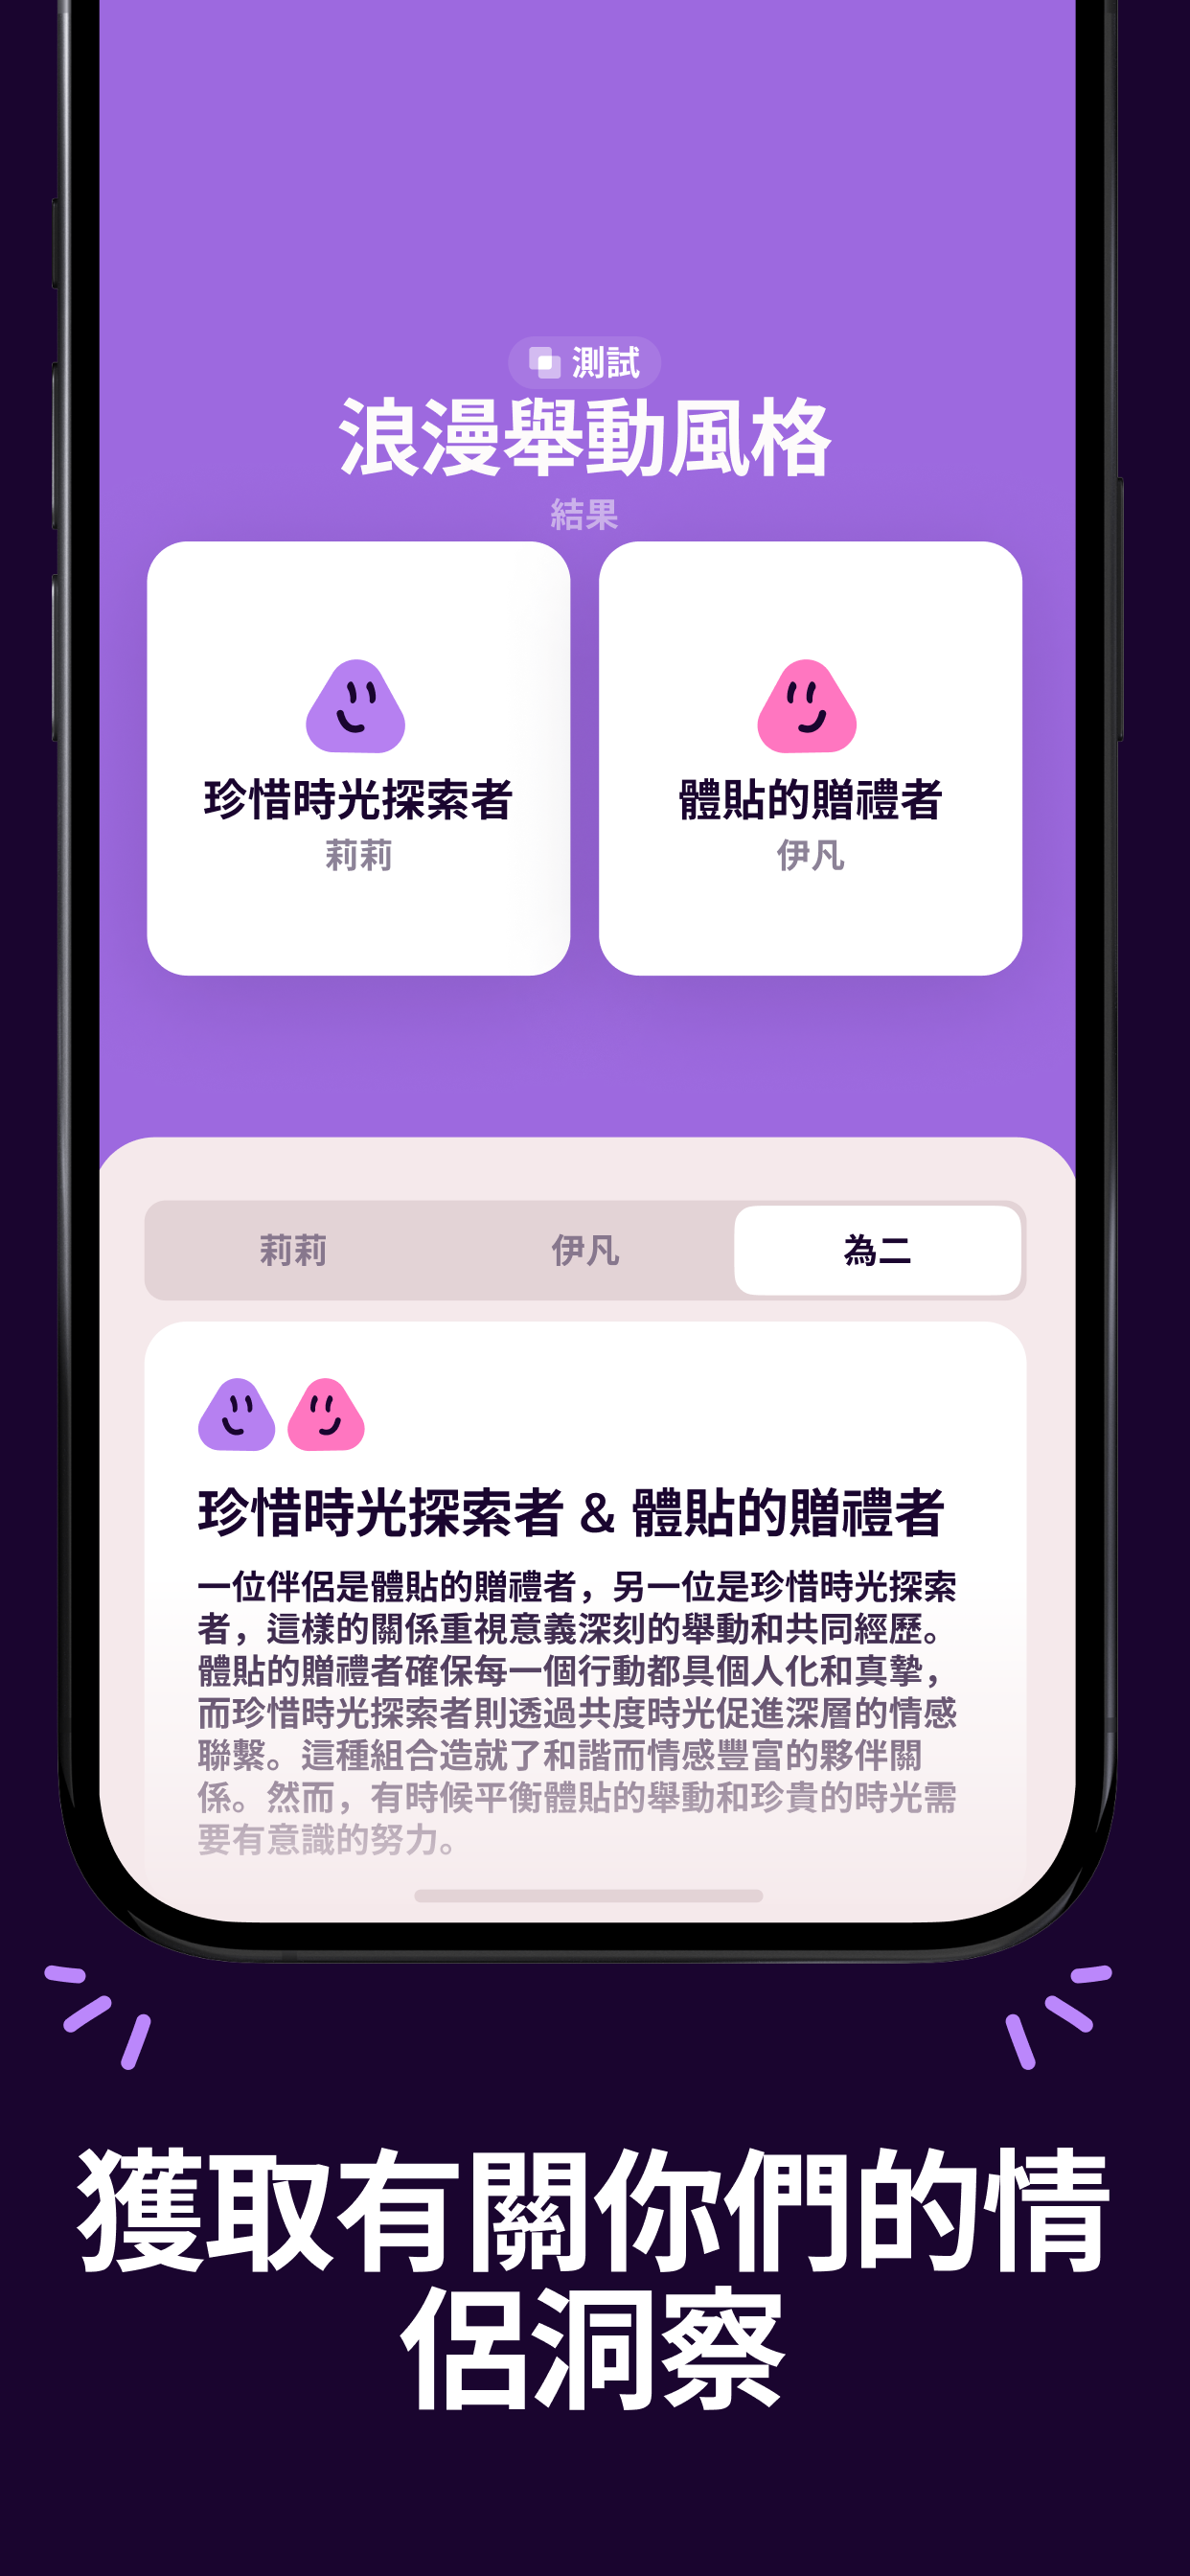 測試
浪漫舉動風格
結果
珍惜時光探索者
莉莉
體貼的贈禮者
伊凡
莉莉
伊凡
為二
珍惜時光探索者 & 體貼的贈禮者
一位伴侶是體貼的贈禮者，另一位是珍惜時光探索
者，這樣的關係重視意義深刻的舉動和共同經歷。
體貼的贈禮者確保每一個行動都具個人化和真摯，
而珍惜時光探索者則透過共度時光促進深層的情感
聯繫。這種組合造就了和諧而情感豐富的夥伴關
係。然而，有時候平衡體貼的舉動和珍貴的時光需
要有意識的努力。
獲取有關你們的情
侶洞察